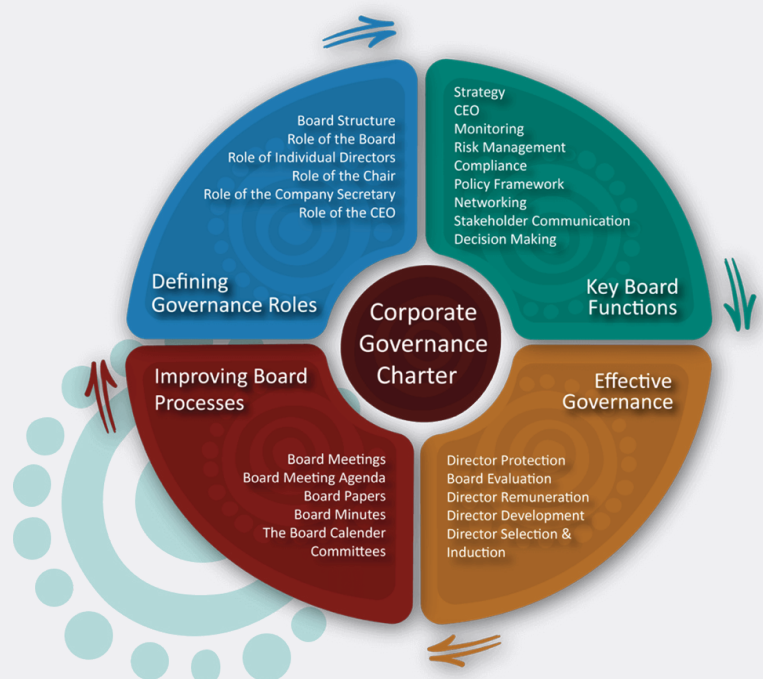 Board Structure
Role of the Board
Role of Individual Directors
Role of the Chair
Role of the Company Secretary
Role of the CEO
Defining
Governance Roles
Strategy
CEO
Monitoring
Risk Management
Compliance
Policy Framework
Networking
Stakeholder Communication
Decision Making
Key Board
Functions
Corporate
Governance
Charter
Improving Board
Processes
Board Meetings
Board Meeting Agenda
Board Papers
Board Minutes
The Board Calender
Committees
Effective
Governance
Director Protection
Board Evaluation
Director Remuneration
Director Development
Director Selection &
Induction